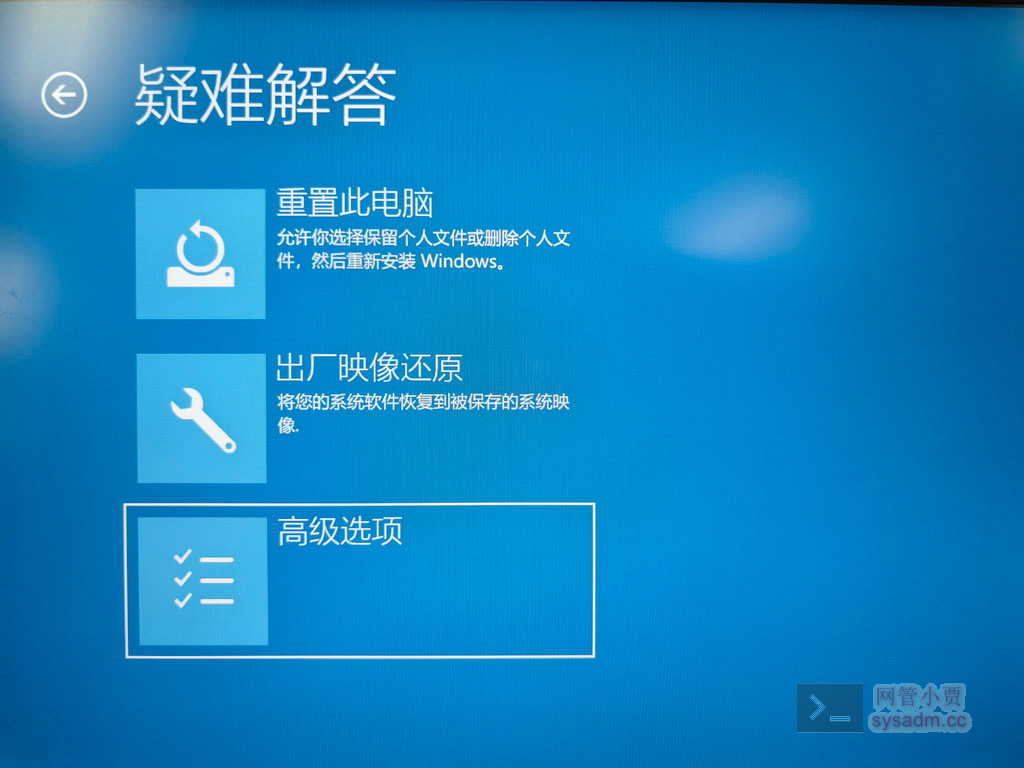 疑难解答
重置此电脑
允许你选择保留个人文件或删除个人文
件，然后重新安装 Windows。
出厂映像还原
将您的系统软件恢复到被保存的系统映
像.
高级选项
网管小贾
sysadm.cc